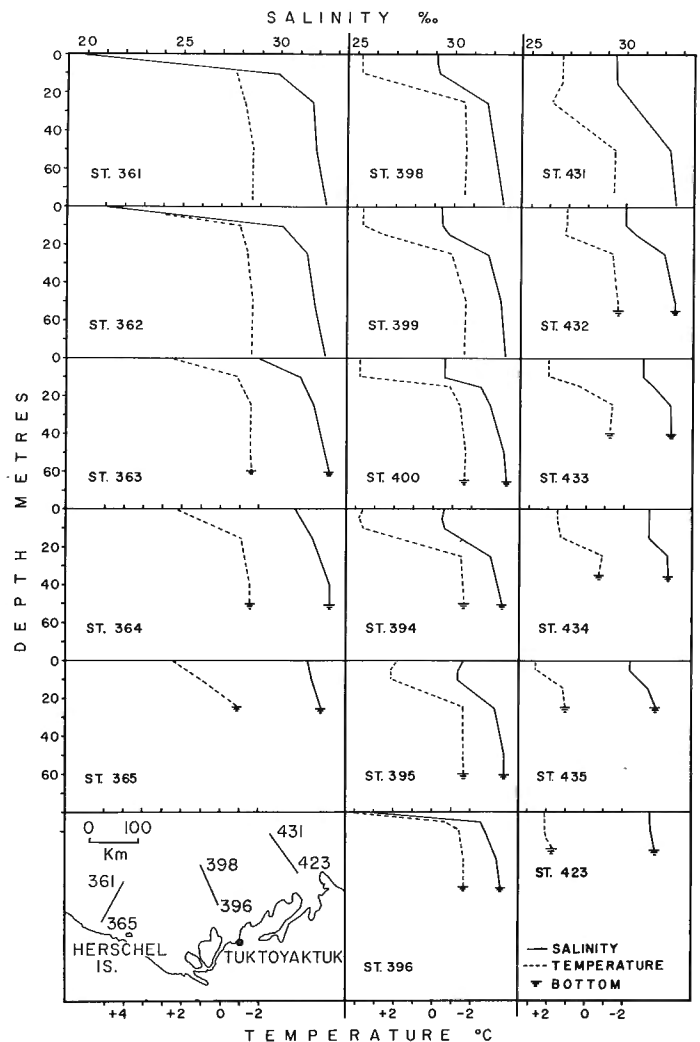 SALINITY ‰
20 25 30 25 30 25 30
0
20
40
60
ST. 361
ST. 398
ST. 431
0
20
40
60
ST. 362
ST. 399
ST. 432
0
20
40
60
ST. 363
ST. 400
ST. 433
0
20
40
60
ST. 364
ST. 394
ST. 434
0
20
40
60
ST. 365
ST. 395
ST. 435
DEPTH METRES
0 100
Km
431
423
398
396
361
365
HERSCHEL
IS.
TUKTOYAKTUK
ST. 396
ST. 423
SALINITY
TEMPERATURE
BOTTOM
+4 +2 0 -2 +2 0 -2 +2 0 -2
TEMPERATURE °C